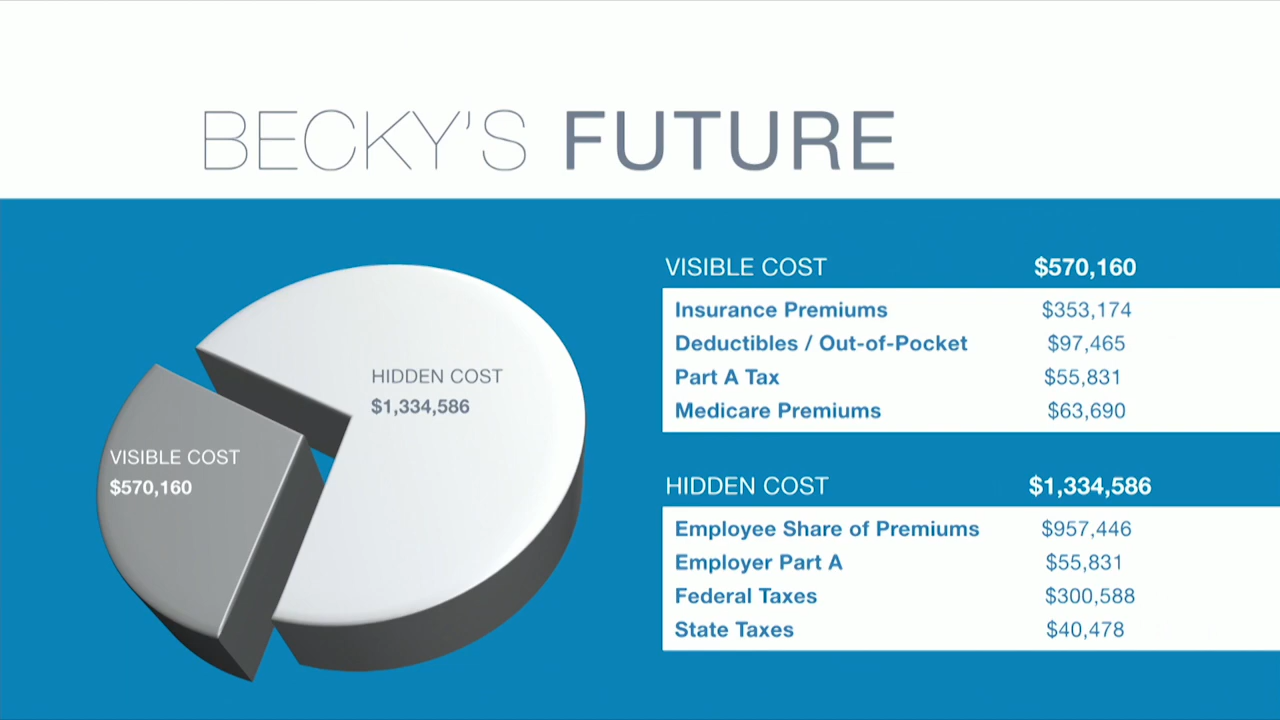 BECKY'S FUTURE
HIDDEN COST
$1,334,586
VISIBLE COST
$570,160
VISIBLE COST $570,160
Insurance Premiums $353,174
Deductibles / Out-of-Pocket $97,465
Part A Tax $55,831
Medicare Premiums $63,690
HIDDEN COST $1,334,586
Employee Share of Premiums $957,446
Employer Part A $55,831
Federal Taxes $300,588
State Taxes $40,478